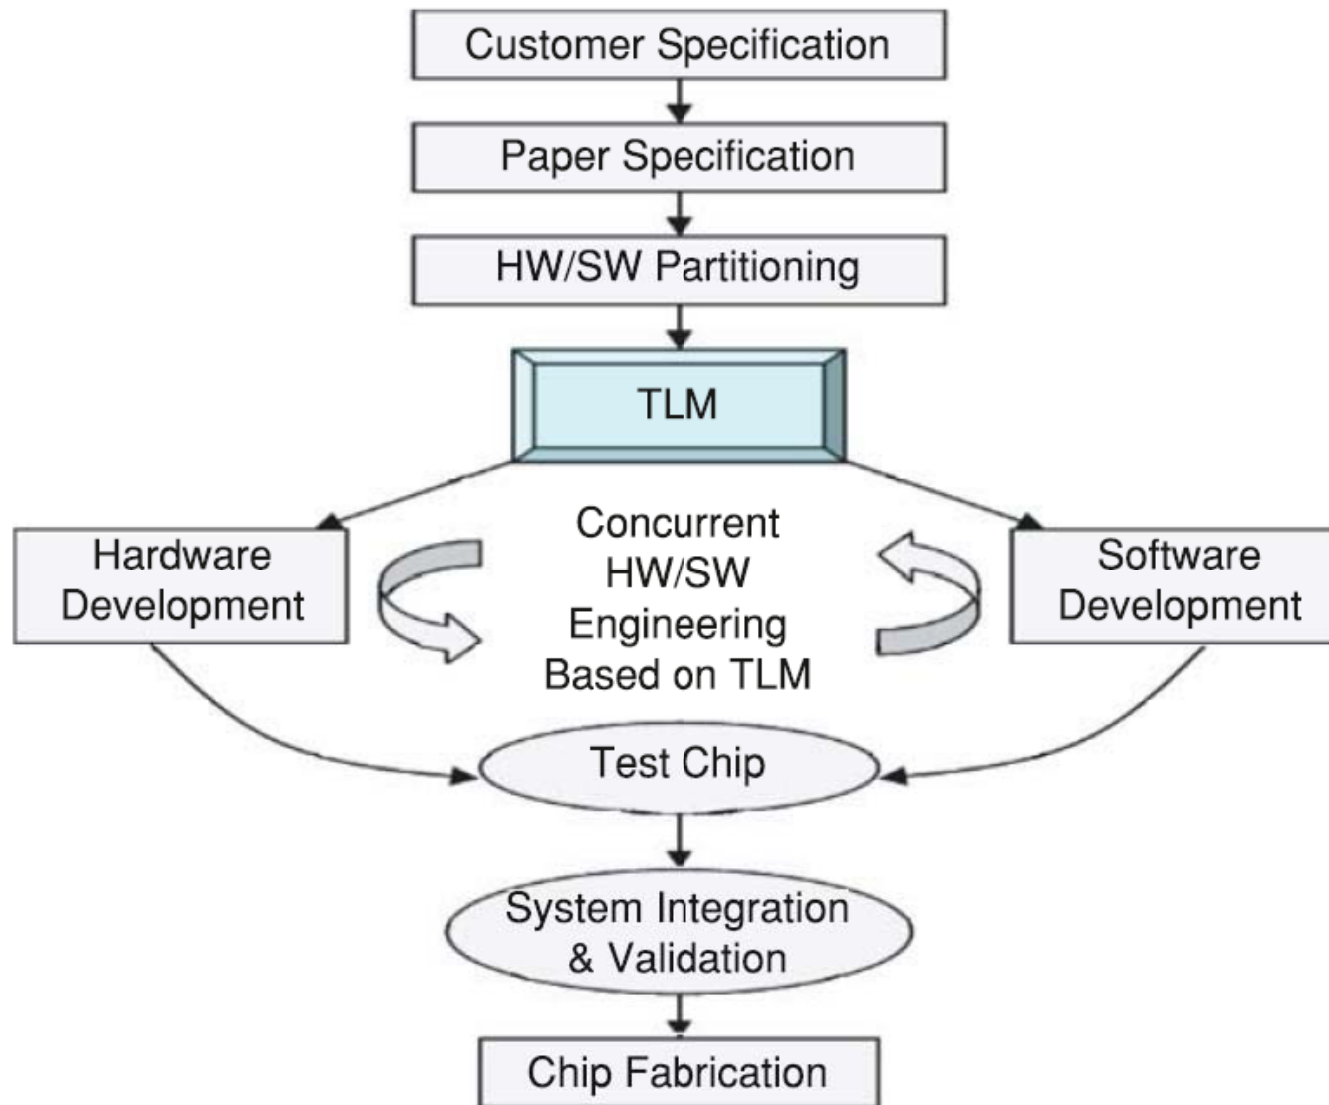 Customer Specification
Paper Specification
HW/SW Partitioning
TLM
Hardware
Development
Concurrent
HW/SW
Engineering
Based on TLM
Software
Development
Test Chip
System Integration
& Validation
Chip Fabrication